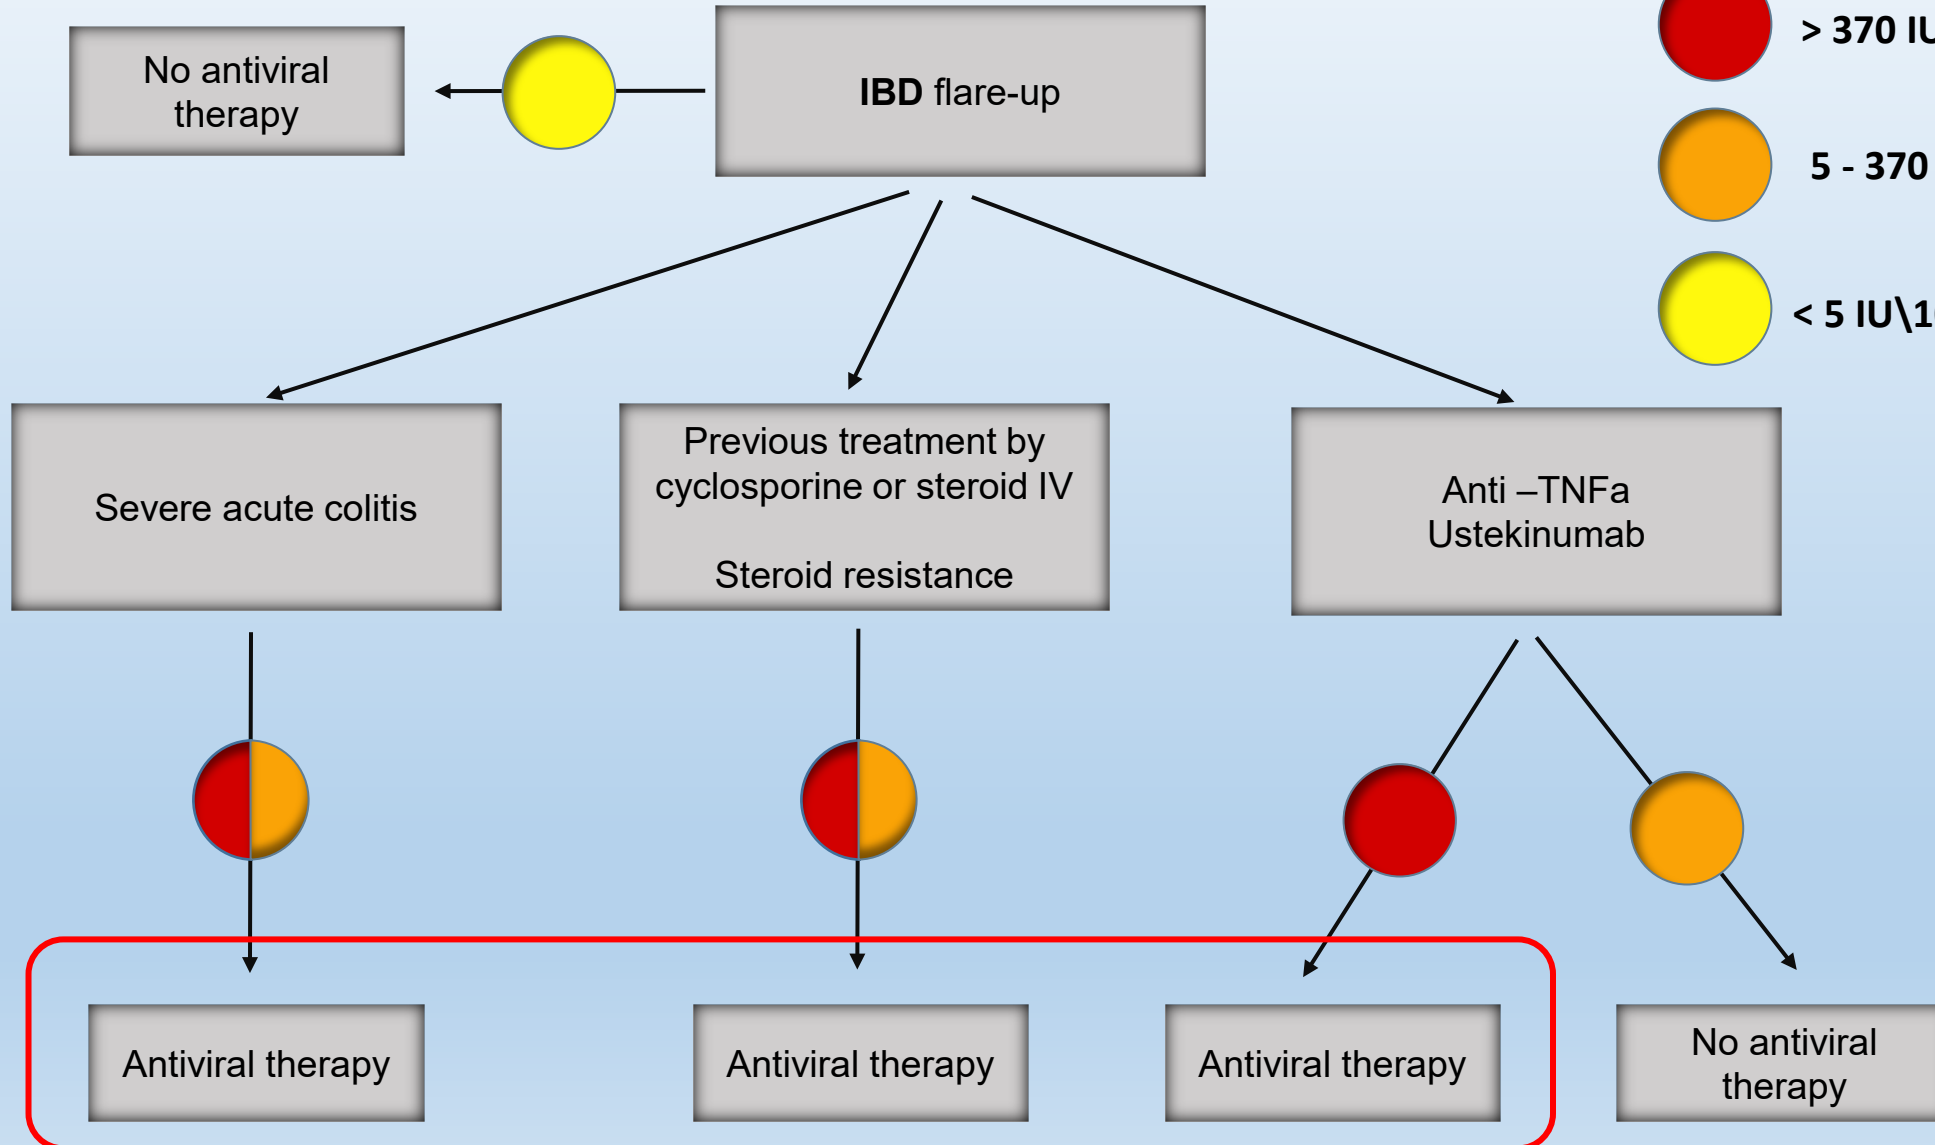 No antiviral
therapy
IBD flare-up
> 370 IU
5 - 370
< 5 IU\1
Severe acute colitis
Previous treatment by
cyclosporine or steroid IV
Steroid resistance
Anti –TNFa
Ustekinumab
Antiviral therapy
Antiviral therapy
Antiviral therapy
No antiviral
therapy